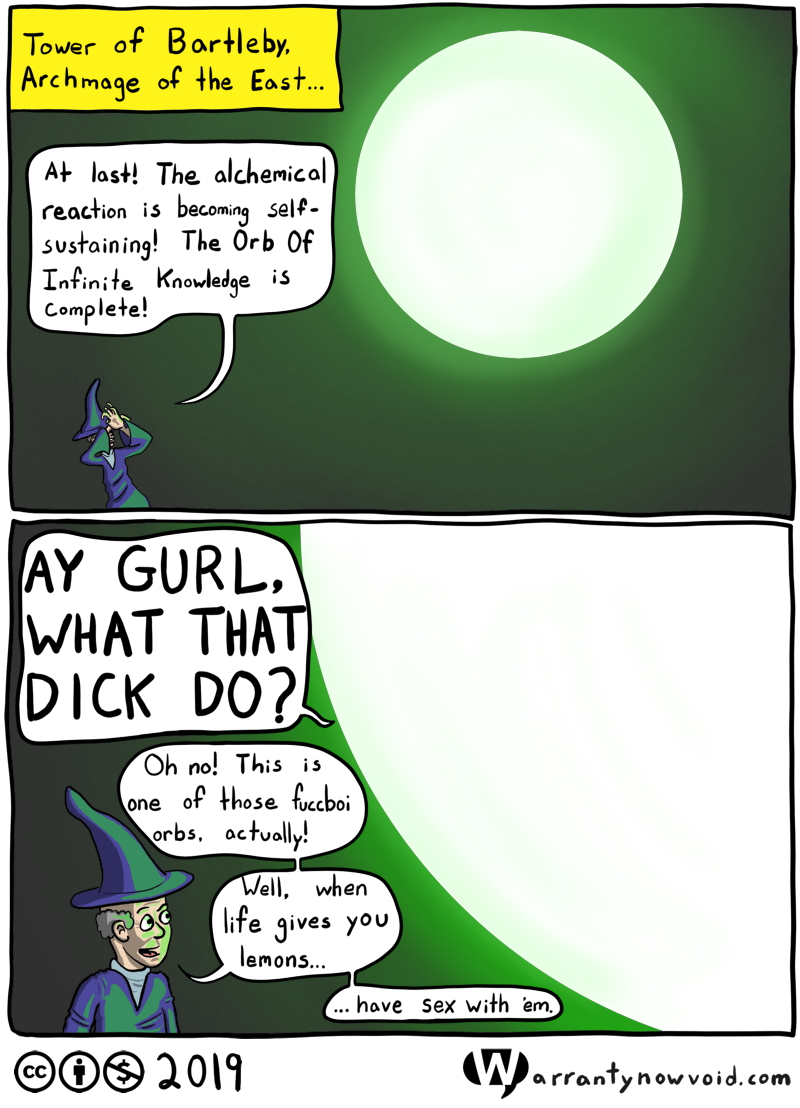 Tower of Bartleby,
Archmage of the East...
At last! The alchemical
reaction is becoming self-
sustaining! The Orb Of
Infinite Knowledge is
complete!
AY GURL,
WHAT THAT
DICK DO?
Oh no! This is
one of those fuccboi
orbs, actually!
Well, when
life gives you
lemons...
...have sex with 'em.
cc $ 2019
Warrantynowvoid.com